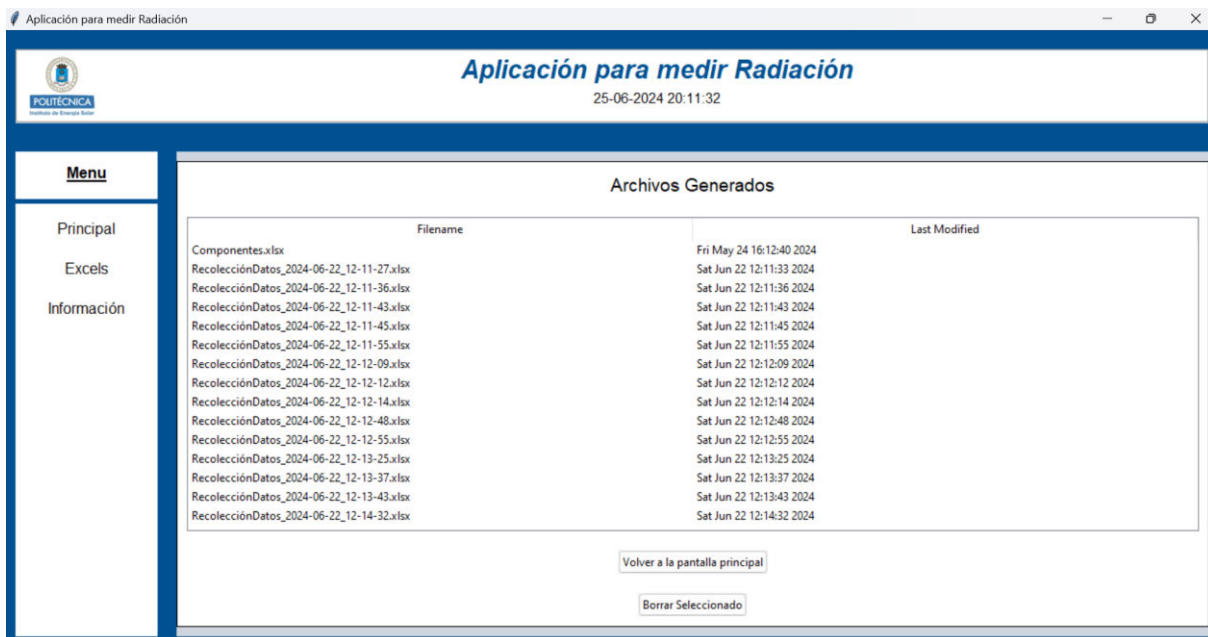 Aplicación para medir Radiación
Aplicación para medir Radiación
25-06-2024 20:11:32
POLITÉCNICA
Instituto de Energía Solar
Menu
Principal
Excels
Información
Archivos Generados
Filename Last Modified
Componentes.xlsx Fri May 24 16:12:40 2024
RecolecciónDatos_2024-06-22_12-11-27.xlsx Sat Jun 22 12:11:33 2024
RecolecciónDatos_2024-06-22_12-11-36.xlsx Sat Jun 22 12:11:36 2024
RecolecciónDatos_2024-06-22_12-11-43.xlsx Sat Jun 22 12:11:43 2024
RecolecciónDatos_2024-06-22_12-11-45.xlsx Sat Jun 22 12:11:45 2024
RecolecciónDatos_2024-06-22_12-11-55.xlsx Sat Jun 22 12:11:55 2024
RecolecciónDatos_2024-06-22_12-12-09.xlsx Sat Jun 22 12:12:09 2024
RecolecciónDatos_2024-06-22_12-12-12.xlsx Sat Jun 22 12:12:12 2024
RecolecciónDatos_2024-06-22_12-12-14.xlsx Sat Jun 22 12:12:14 2024
RecolecciónDatos_2024-06-22_12-12-48.xlsx Sat Jun 22 12:12:48 2024
RecolecciónDatos_2024-06-22_12-12-55.xlsx Sat Jun 22 12:12:55 2024
RecolecciónDatos_2024-06-22_12-13-25.xlsx Sat Jun 22 12:13:25 2024
RecolecciónDatos_2024-06-22_12-13-37.xlsx Sat Jun 22 12:13:37 2024
RecolecciónDatos_2024-06-22_12-13-43.xlsx Sat Jun 22 12:13:43 2024
RecolecciónDatos_2024-06-22_12-14-32.xlsx Sat Jun 22 12:14:32 2024
Volver a la pantalla principal
Borrar Seleccionado